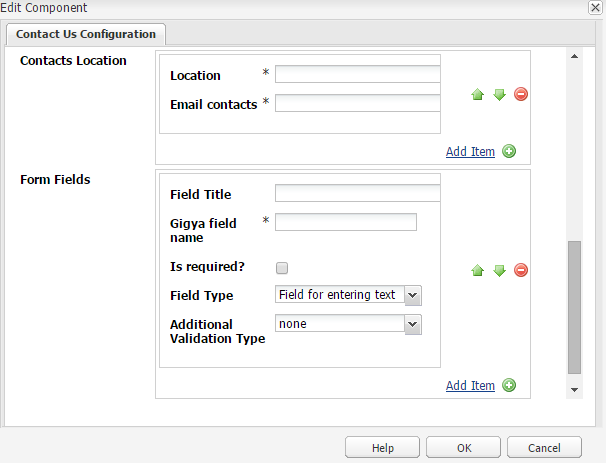 Edit Component
Contact Us Configuration
Contacts Location
Location *
Email contacts *
Add Item
Form Fields
Field Title
Gigya field *
name
Is required?
Field Type Field for entering text
Additional none
Validation Type
Add Item
Help OK Cancel